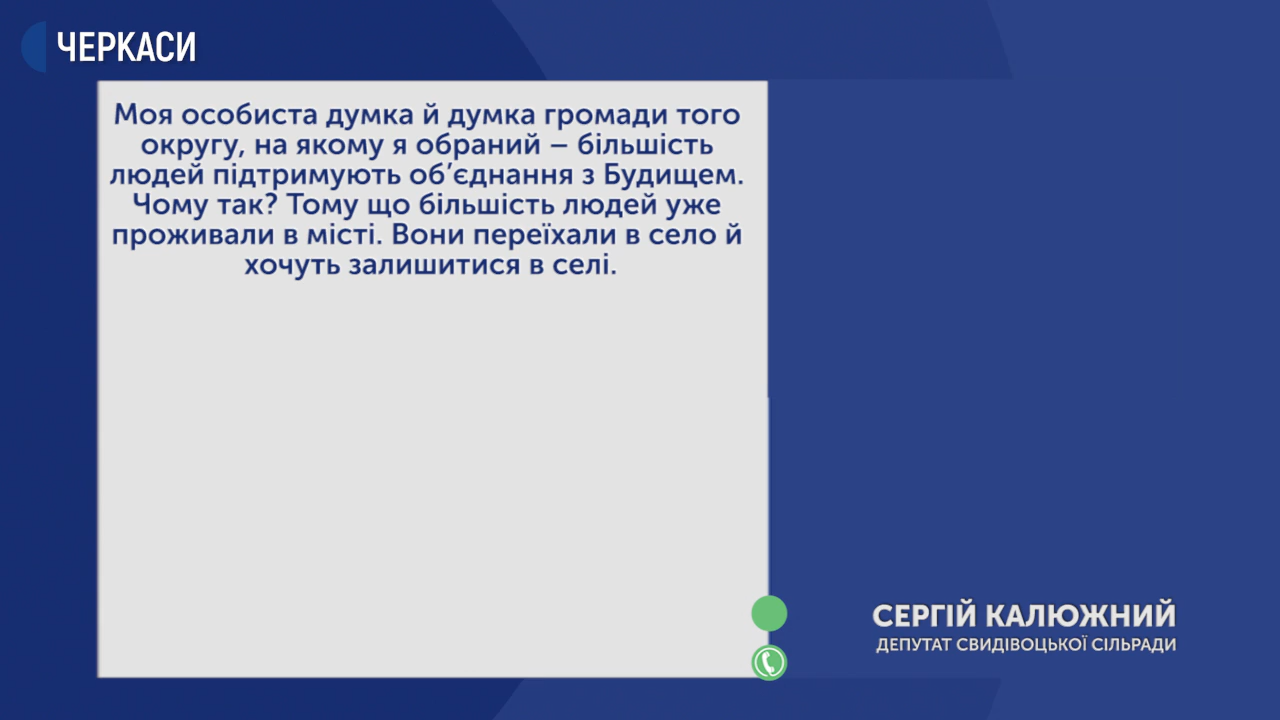 ЧЕРКАСИ
Моя особиста думка й думка громади того
округу, на якому я обраний – більшість
людей підтримують об’єднання з Будищем.
Чому так? Тому що більшість людей уже
проживали в місті. Вони переїхали в село й
хочуть залишитися в селі.
СЕРГІЙ КАЛЮЖНИЙ
ДЕПУТАТ СВИДІВОЦЬКОЇ СІЛЬРАДИ